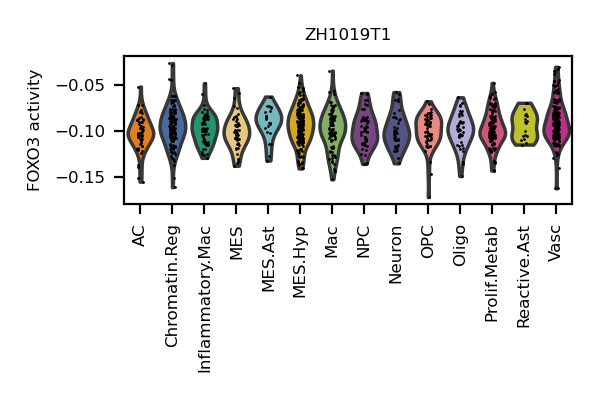 ZH1019T1
FOXO3 activity
−0.05
−0.10
−0.15
AC
Chromatin.Reg
Inflammatory.Mac
MES
MES.Ast
MES.Hyp
Mac
NPC
Neuron
OPC
Oligo
Prolif.Metab
Reactive.Ast
Vasc